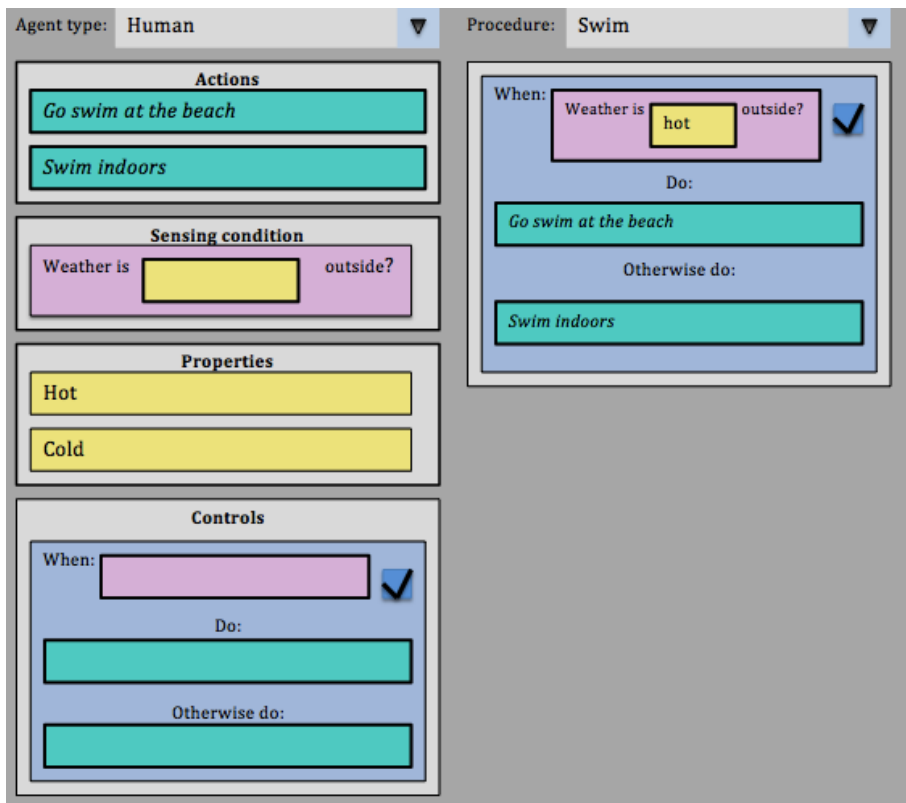 Agent type: Human
Actions
Go swim at the beach
Swim indoors
Sensing condition
Weather is outside?
Properties
Hot
Cold
Controls
When:
Do:
Otherwise do:
Procedure: Swim
When: Weather is hot outside?
Do:
Go swim at the beach
Otherwise do:
Swim indoors